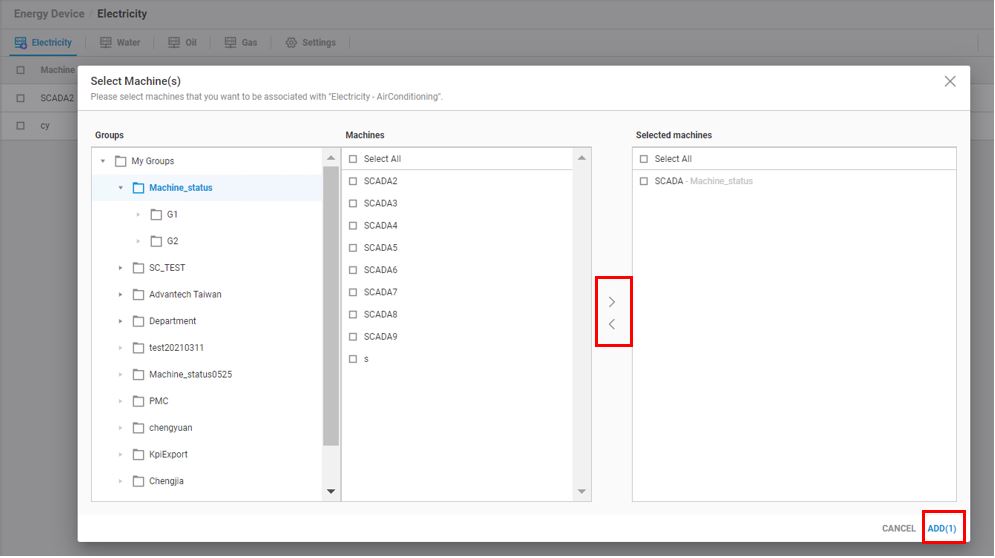 Energy Device / Electricity
Electricity Water Oil Gas Settings
Machine
SCADA2
cy
Select Machine(s)
Please select machines that you want to be associated with "Electricity - AirConditioning".
Groups
My Groups
Machine_status
G1
G2
SC_TEST
Advantech Taiwan
Department
test20210311
Machine_status0525
PMC
chengyuan
KpiExport
Chengjia
Machines
Select All
SCADA2
SCADA3
SCADA4
SCADA5
SCADA6
SCADA7
SCADA8
SCADA9
s
Selected machines
Select All
SCADA - Machine_status
CANCEL ADD(1)